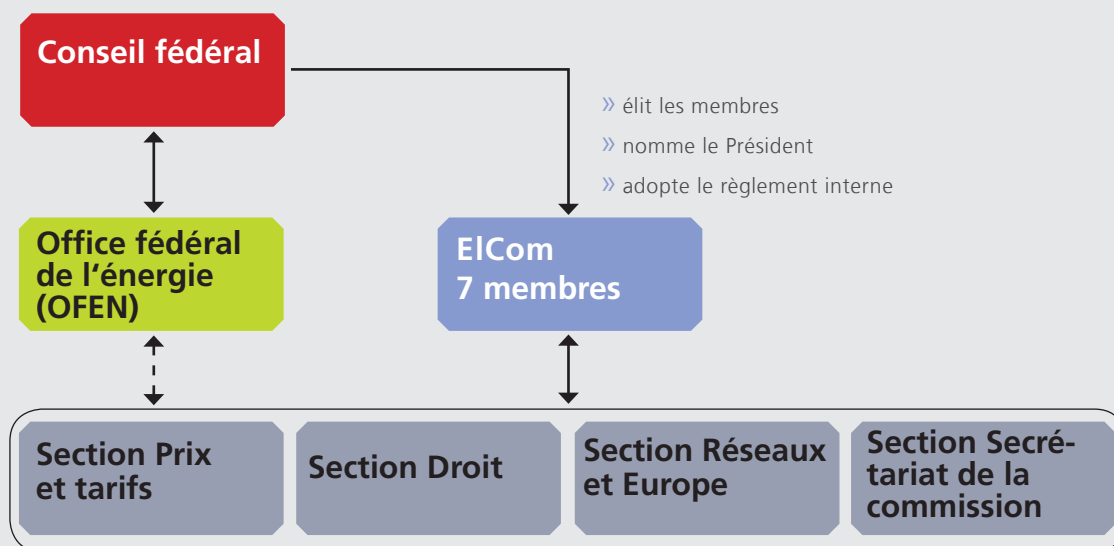 Conseil fédéral
» élit les membres
» nomme le Président
» adopte le règlement interne
Office fédéral
de l‘énergie
(OFEN)
ElCom
7 membres
Section Prix
et tarifs
Section Droit
Section Réseaux
et Europe
Section Secré-
tariat de la
commission